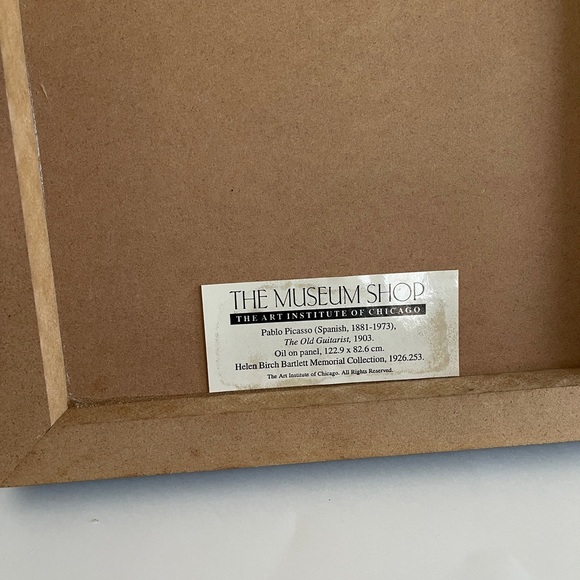 THE MUSEUM SHOP
THE ART INSTITUTE OF CHICAGO
Pablo Picasso (Spanish, 1881-1973),
The Old Guitarist, 1903.
Oil on panel, 122.9 x 82.6 cm.
Helen Birch Bartlett Memorial Collection, 1926.253.
The Art Institute of Chicago. All Rights Reserved.